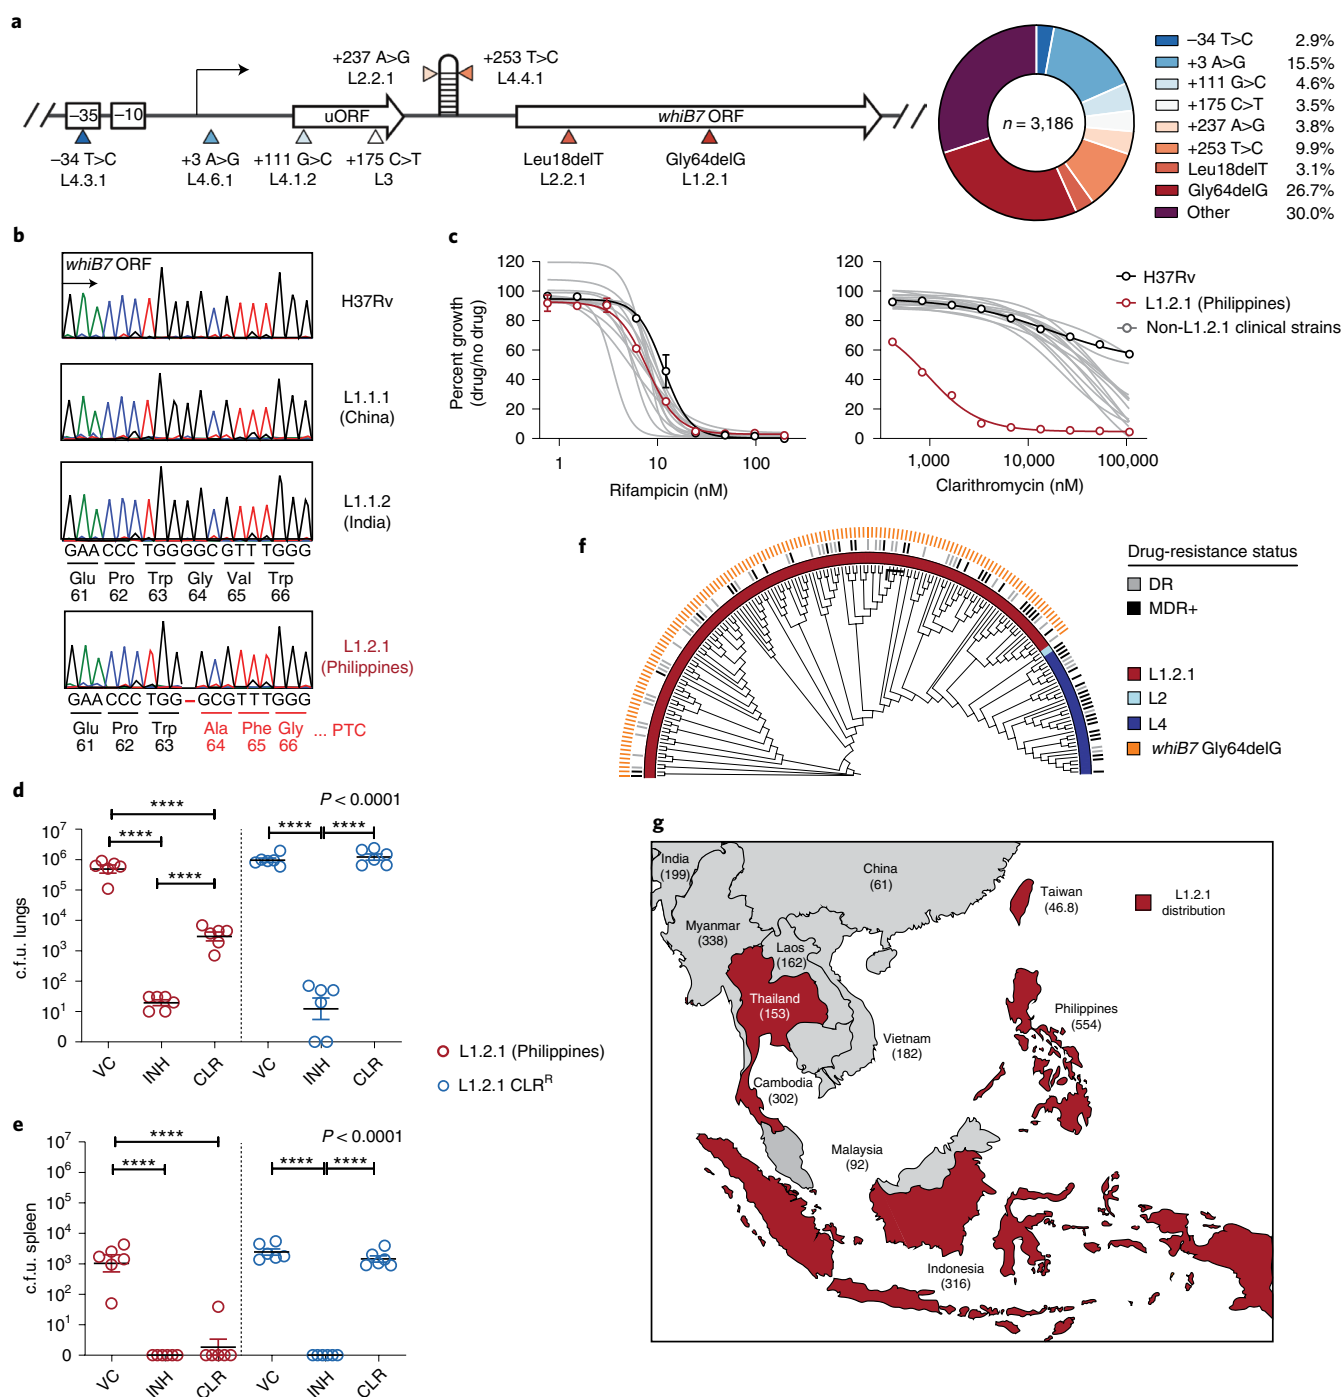 a
+237 A>G
L2.2.1
+253 T>C
L4.4.1
–35
–10
uORF
whiB7 ORF
–34 T>C
L4.3.1
+3 A>G
L4.6.1
+111 G>C
L4.1.2
+175 C>T
L3
Leu18delT
L2.2.1
Gly64delG
L1.2.1
n = 3,186
–34 T>C 2.9%
+3 A>G 15.5%
+111 G>C 4.6%
+175 C>T 3.5%
+237 A>G 3.8%
+253 T>C 9.9%
Leu18delT 3.1%
Gly64delG 26.7%
Other 30.0%
b
whiB7 ORF
H37Rv
L1.1.1
(China)
L1.1.2
(India)
GAA CCC TGG GGC GTT TGG
Glu Pro Trp Gly Val Trp
61 62 63 64 65 66
L1.2.1
(Philippines)
GAA CCC TGG – GCG TTT GGG
Glu Pro Trp Ala Phe Gly ... PTC
61 62 63 64 65 66
c
Percent growth
(drug/no drug)
120
100
80
60
40
20
0
1 10 100
Rifampicin (nM)
120
100
80
60
40
20
0
1,000 10,000 100,000
Clarithromycin (nM)
H37Rv
L1.2.1 (Philippines)
Non-L1.2.1 clinical strains
d
****
P < 0.0001
****
****
****
****
c.f.u. lungs
10⁷
10⁶
10⁵
10⁴
10³
10²
10¹
0
VC INH CLR VC INH CLR
L1.2.1 (Philippines)
L1.2.1 CLRᴿ
e
****
P < 0.0001
****
****
****
c.f.u. spleen
10⁷
10⁶
10⁵
10⁴
10³
10²
10¹
0
VC INH CLR VC INH CLR
f
Drug-resistance status
DR
MDR+
L1.2.1
L2
L4
whiB7 Gly64delG
g
India
(199)
China
(61)
Taiwan
(46.8)
L1.2.1
distribution
Myanmar
(338)
Laos
(162)
Thailand
(153)
Philippines
(554)
Vietnam
(182)
Cambodia
(302)
Malaysia
(92)
Indonesia
(316)